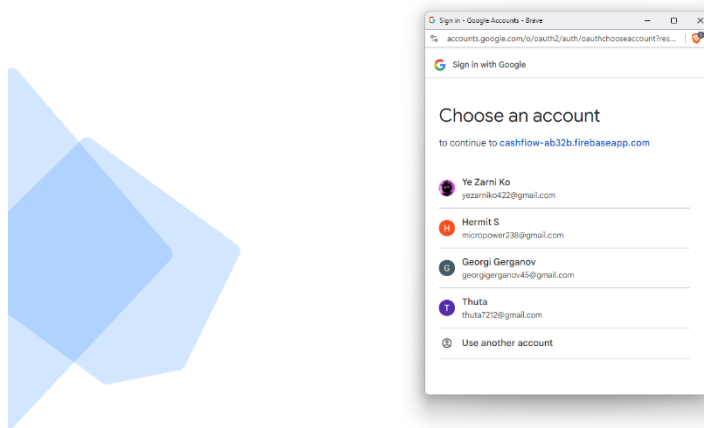 Sign in - Google Accounts - Brave
accounts.google.com/o/oauth2/auth/oauthchooseaccount?res...
Sign in with Google
Choose an account
to continue to cashflow-ab32b.firebaseapp.com
Ye Zarni Ko
yezarniko422@gmail.com
H
Hermit S
micropower238@gmail.com
G
Georgi Gerganov
georgigerganov45@gmail.com
T
Thuta
thuta7212@gmail.com
Use another account